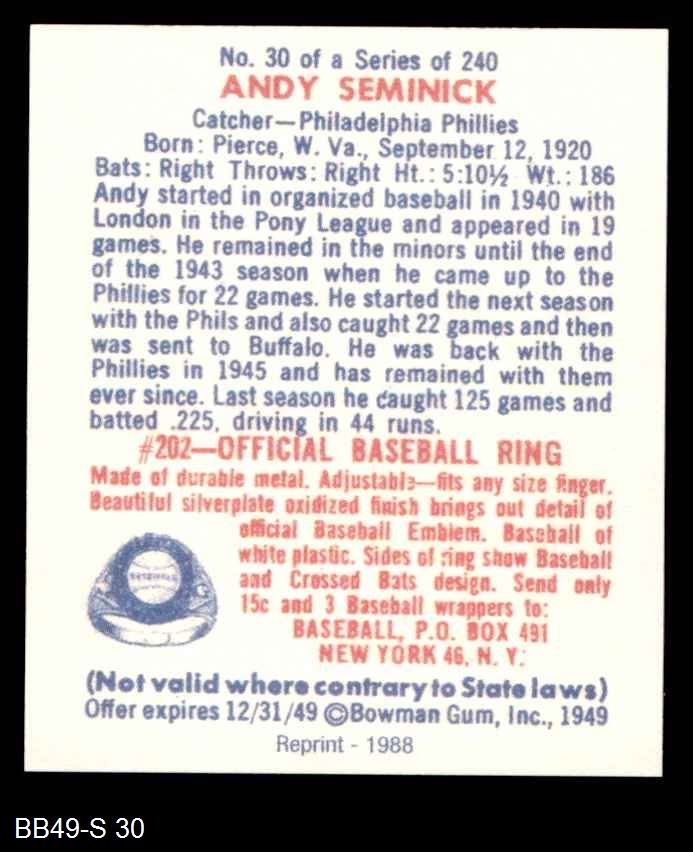 No. 30 of a Series of 240
ANDY SEMINICK
Catcher—Philadelphia Phillies
Born: Pierce, W. Va., September 12, 1920
Bats: Right Throws: Right Ht.: 5:10½ Wt.: 186
Andy started in organized baseball in 1940 with
London in the Pony League and appeared in 19
games. He remained in the minors until the end
of the 1943 season when he came up to the
Phillies for 22 games. He started the next season
with the Phils and also caught 22 games and then
was sent to Buffalo. He was back with the
Phillies in 1945 and has remained with them
ever since. Last season he caught 125 games and
batted .225, driving in 44 runs.
#202—OFFICIAL BASEBALL RING
Made of durable metal. Adjustable—fits any size finger.
Beautiful silverplate oxidized finish brings out detail of
official Baseball Emblem. Baseball of
white plastic. Sides of ring show Baseball
and Crossed Bats design. Send only
15c and 3 Baseball wrappers to:
BASEBALL, P.O. BOX 491
NEW YORK 46, N. Y.
(Not valid where contrary to State laws)
Offer expires 12/31/49 ©Bowman Gum, Inc., 1949
Reprint - 1988
BB49-S 30